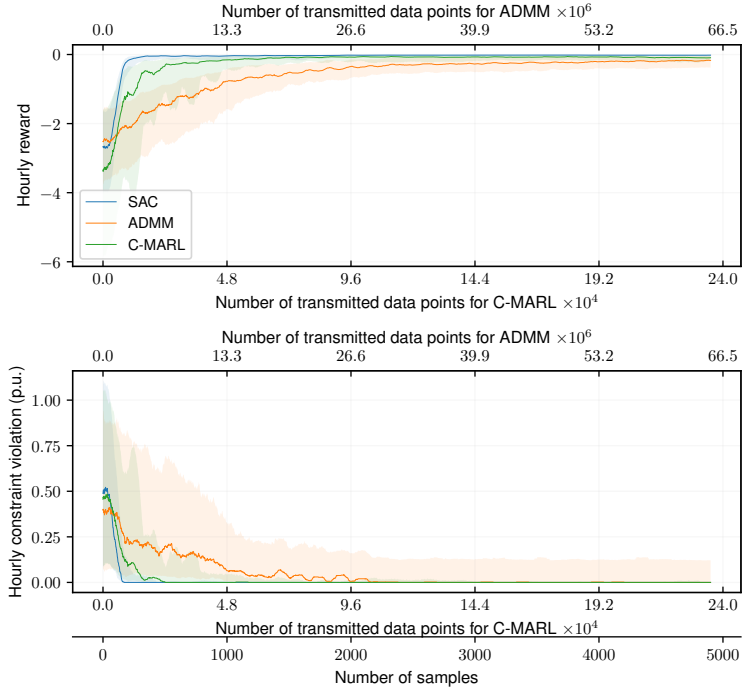 Number of transmitted data points for ADMM ×10^6
0.0 13.3 26.6 39.9 53.2 66.5
Hourly reward
0
−2
−4
−6
SAC
ADMM
C-MARL
0.0 4.8 9.6 14.4 19.2 24.0
Number of transmitted data points for C-MARL ×10^4
Number of transmitted data points for ADMM ×10^6
0.0 13.3 26.6 39.9 53.2 66.5
Hourly constraint violation (p.u.)
1.00
0.75
0.50
0.25
0.00
0.0 4.8 9.6 14.4 19.2 24.0
Number of transmitted data points for C-MARL ×10^4
0 1000 2000 3000 4000 5000
Number of samples